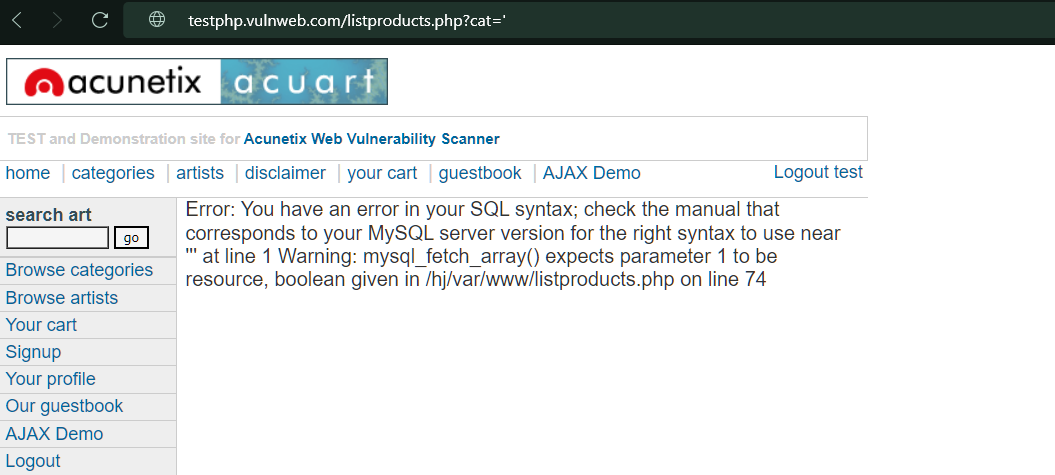 testphp.vulnweb.com/listproducts.php?cat='
acunetix acuart
TEST and Demonstration site for Acunetix Web Vulnerability Scanner
home | categories | artists | disclaimer | your cart | guestbook | AJAX Demo Logout test
search art
go
Browse categories
Browse artists
Your cart
Signup
Your profile
Our guestbook
AJAX Demo
Logout
Error: You have an error in your SQL syntax; check the manual that
corresponds to your MySQL server version for the right syntax to use near
''' at line 1 Warning: mysql_fetch_array() expects parameter 1 to be
resource, boolean given in /hj/var/www/listproducts.php on line 74